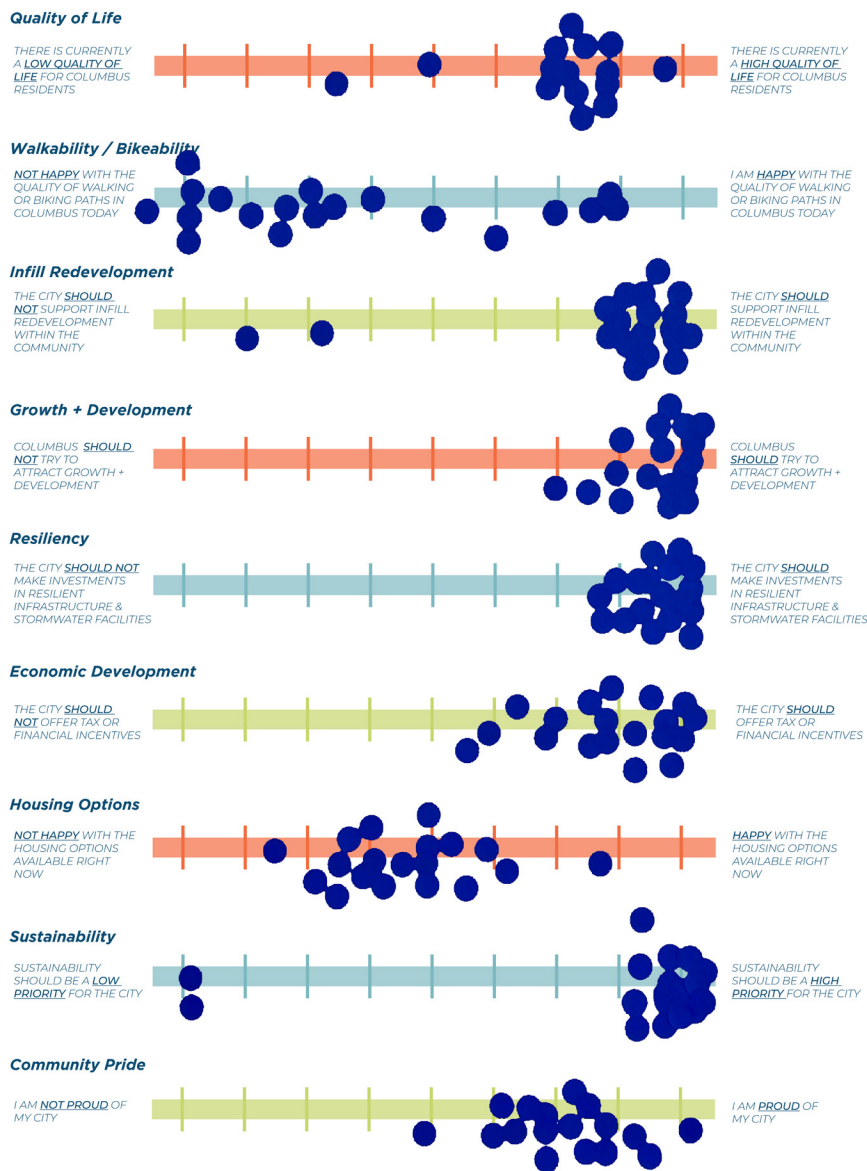 Quality of Life
THERE IS CURRENTLY
A LOW QUALITY OF
LIFE FOR COLUMBUS
RESIDENTS
THERE IS CURRENTLY
A HIGH QUALITY OF
LIFE FOR COLUMBUS
RESIDENTS
Walkability / Bikeability
NOT HAPPY WITH THE
QUALITY OF WALKING
OR BIKING PATHS IN
COLUMBUS TODAY
I AM HAPPY WITH THE
QUALITY OF WALKING
OR BIKING PATHS IN
COLUMBUS TODAY
Infill Redevelopment
THE CITY SHOULD
NOT SUPPORT INFILL
REDEVELOPMENT
WITHIN THE
COMMUNITY
THE CITY SHOULD
SUPPORT INFILL
REDEVELOPMENT
WITHIN THE
COMMUNITY
Growth + Development
COLUMBUS SHOULD
NOT TRY TO
ATTRACT GROWTH +
DEVELOPMENT
COLUMBUS
SHOULD TRY TO
ATTRACT GROWTH +
DEVELOPMENT
Resiliency
THE CITY SHOULD NOT
MAKE INVESTMENTS
IN RESILIENT
INFRASTRUCTURE &
STORMWATER FACILITIES
THE CITY SHOULD
MAKE INVESTMENTS
IN RESILIENT
INFRASTRUCTURE &
STORMWATER FACILITIES
Economic Development
THE CITY SHOULD
NOT OFFER TAX OR
FINANCIAL INCENTIVES
THE CITY SHOULD
OFFER TAX OR
FINANCIAL INCENTIVES
Housing Options
NOT HAPPY WITH THE
HOUSING OPTIONS
AVAILABLE RIGHT
NOW
HAPPY WITH THE
HOUSING OPTIONS
AVAILABLE RIGHT
NOW
Sustainability
SUSTAINABILITY
SHOULD BE A LOW
PRIORITY FOR THE CITY
SUSTAINABILITY
SHOULD BE A HIGH
PRIORITY FOR THE CITY
Community Pride
I AM NOT PROUD OF
MY CITY
I AM PROUD OF
MY CITY